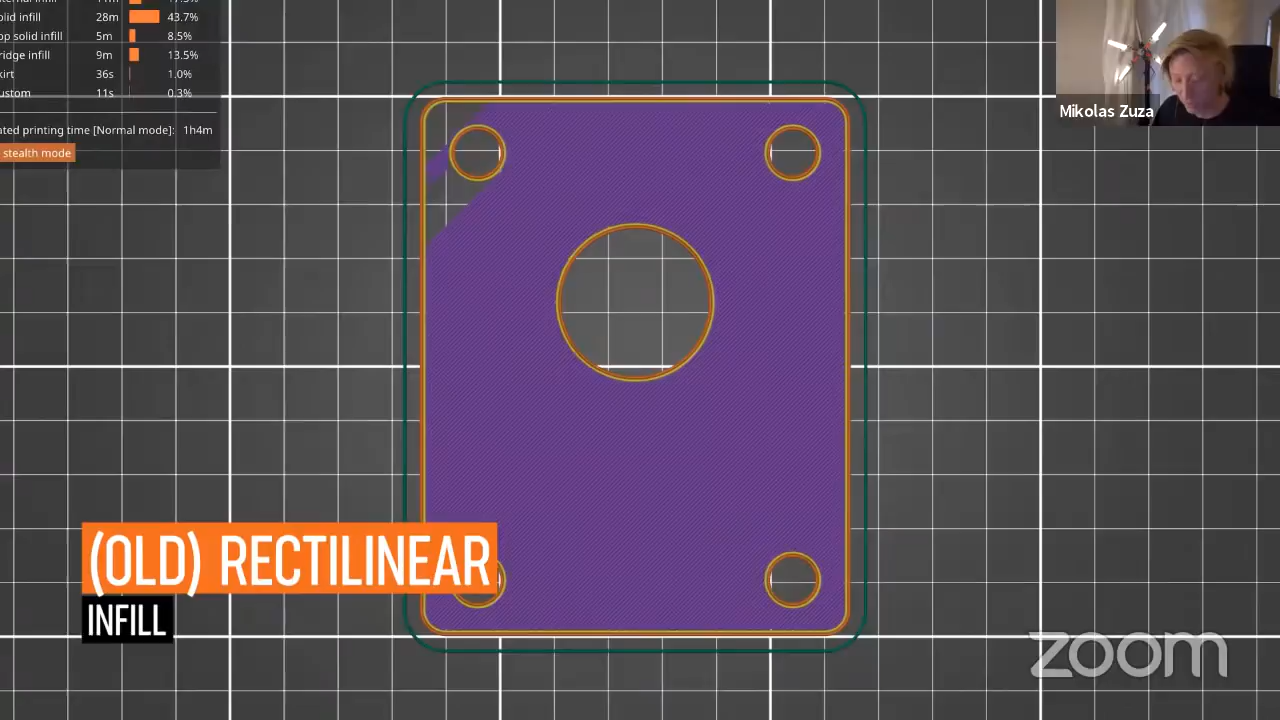 olid infill 28m 43.7%
op solid infill 5m 8.5%
ridge infill 9m 13.5%
kirt 36s 1.0%
ustom 11s 0.3%
ated printing time [Normal mode]: 1h4m
stealth mode
Mikolas Zuza
(OLD) RECTILINEAR
INFILL
zoom